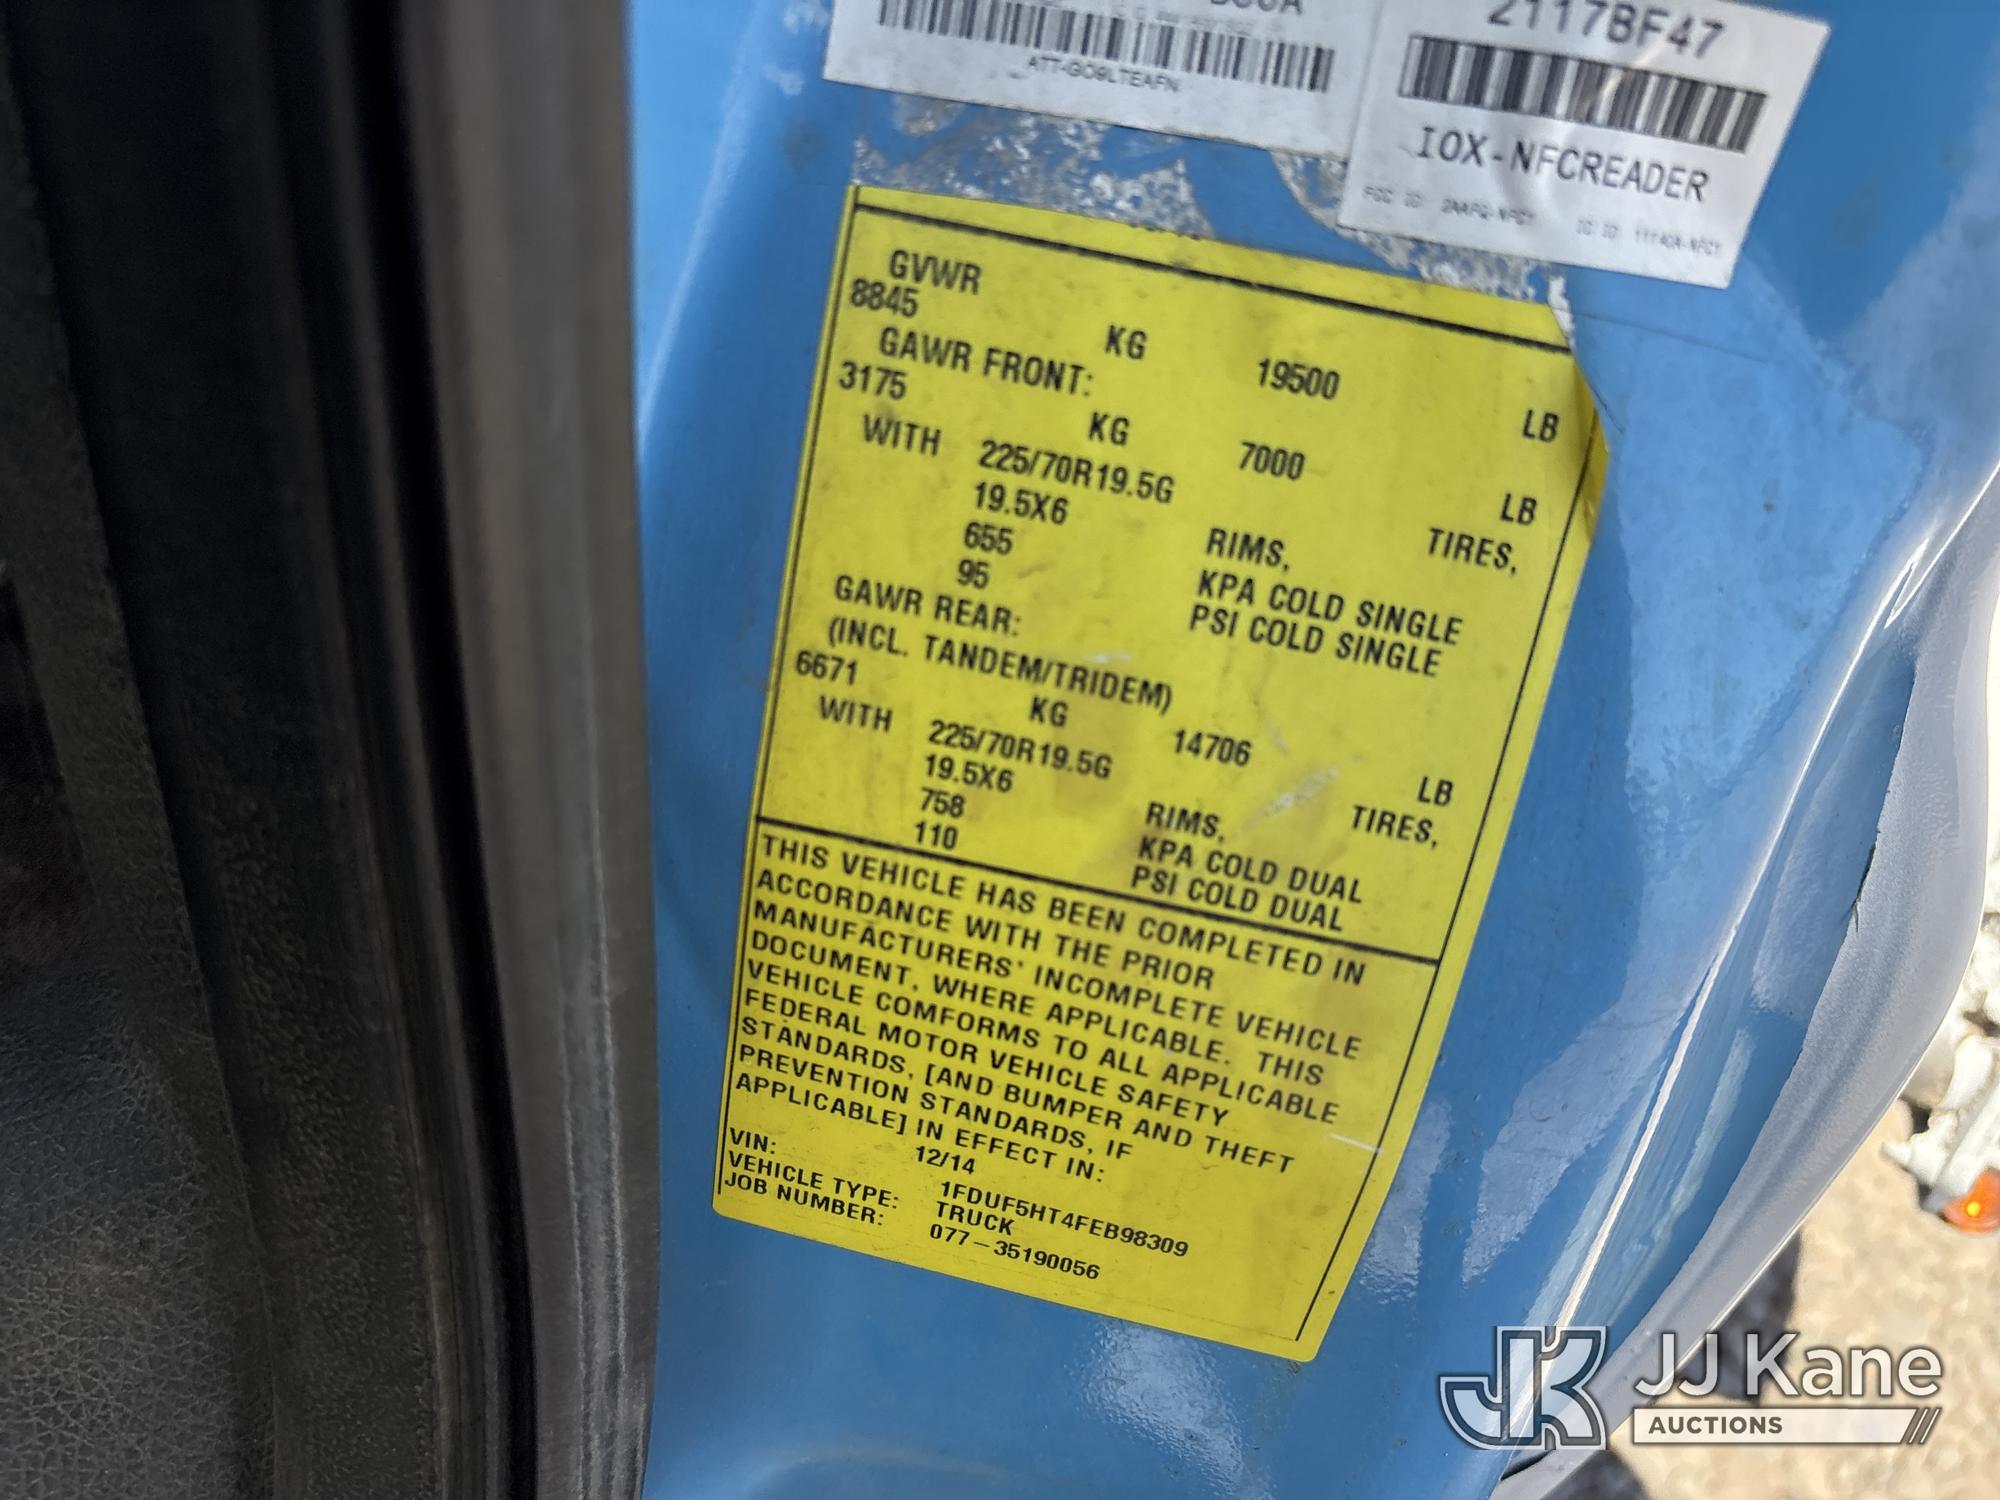 ATT-GO9LTEAFN
21178F47
IOX-NFCREADER
GVWR
8845 KG 19500 LB
GAWR FRONT:
3175 KG 7000 LB
WITH 225/70R19.5G TIRES,
19.5X6 RIMS,
655 KPA COLD SINGLE
95 PSI COLD SINGLE
GAWR REAR:
(INCL. TANDEM/TRIDEM)
6671 KG 14706 LB
WITH 225/70R19.5G TIRES,
19.5X6 RIMS,
758 KPA COLD DUAL
110 PSI COLD DUAL
THIS VEHICLE HAS BEEN COMPLETED IN
ACCORDANCE WITH THE PRIOR
MANUFACTURERS' INCOMPLETE VEHICLE
DOCUMENT, WHERE APPLICABLE. THIS
VEHICLE COMFORMS TO ALL APPLICABLE
FEDERAL MOTOR VEHICLE SAFETY
STANDARDS, [AND BUMPER AND THEFT
PREVENTION STANDARDS, IF
APPLICABLE] IN EFFECT IN:
12/14
VIN: 1FDUF5HT4FEB98309
VEHICLE TYPE: TRUCK
JOB NUMBER: 077-35190056
JK JJ Kane
AUCTIONS